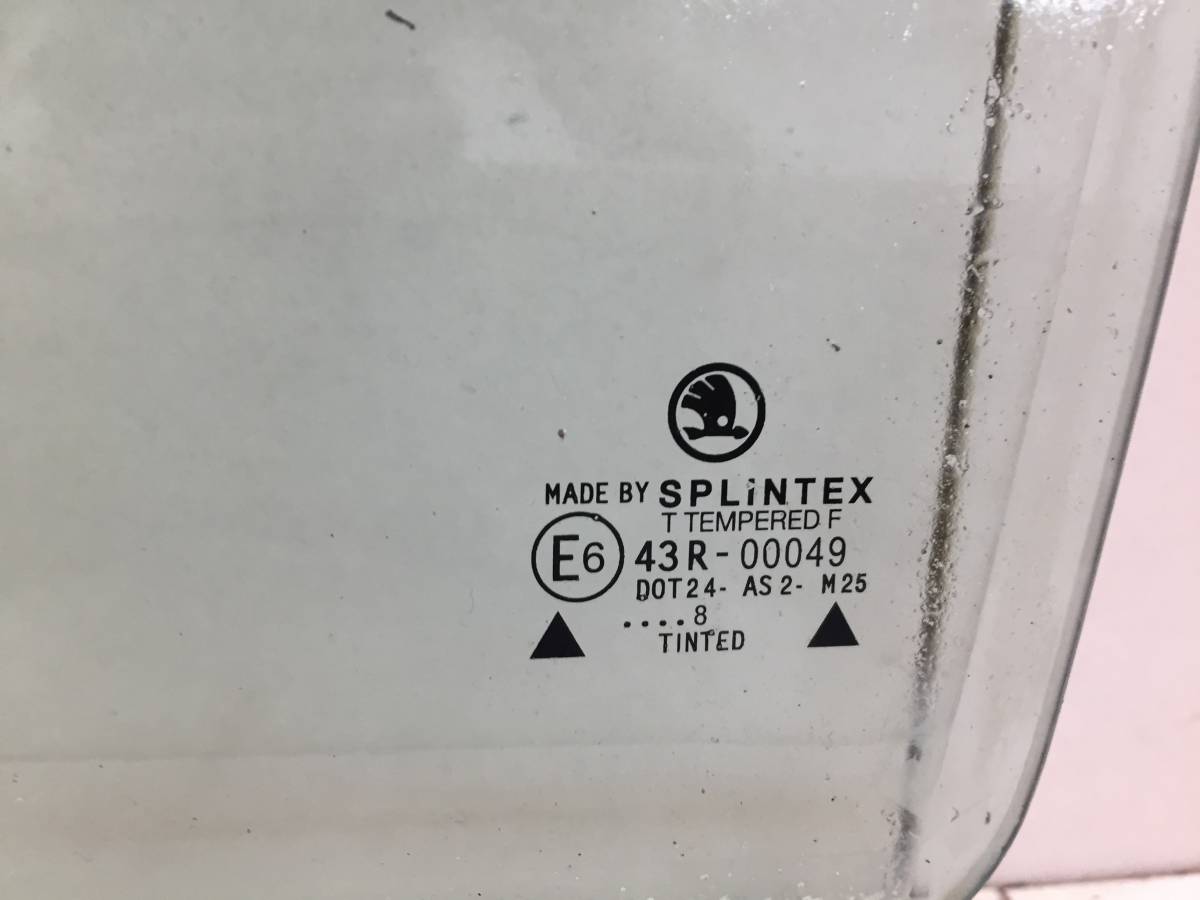 MADE BY SPLiNTEX
T TEMPERED F
E6 43R-00049
DOT24- AS2- M25
....8
TINTED